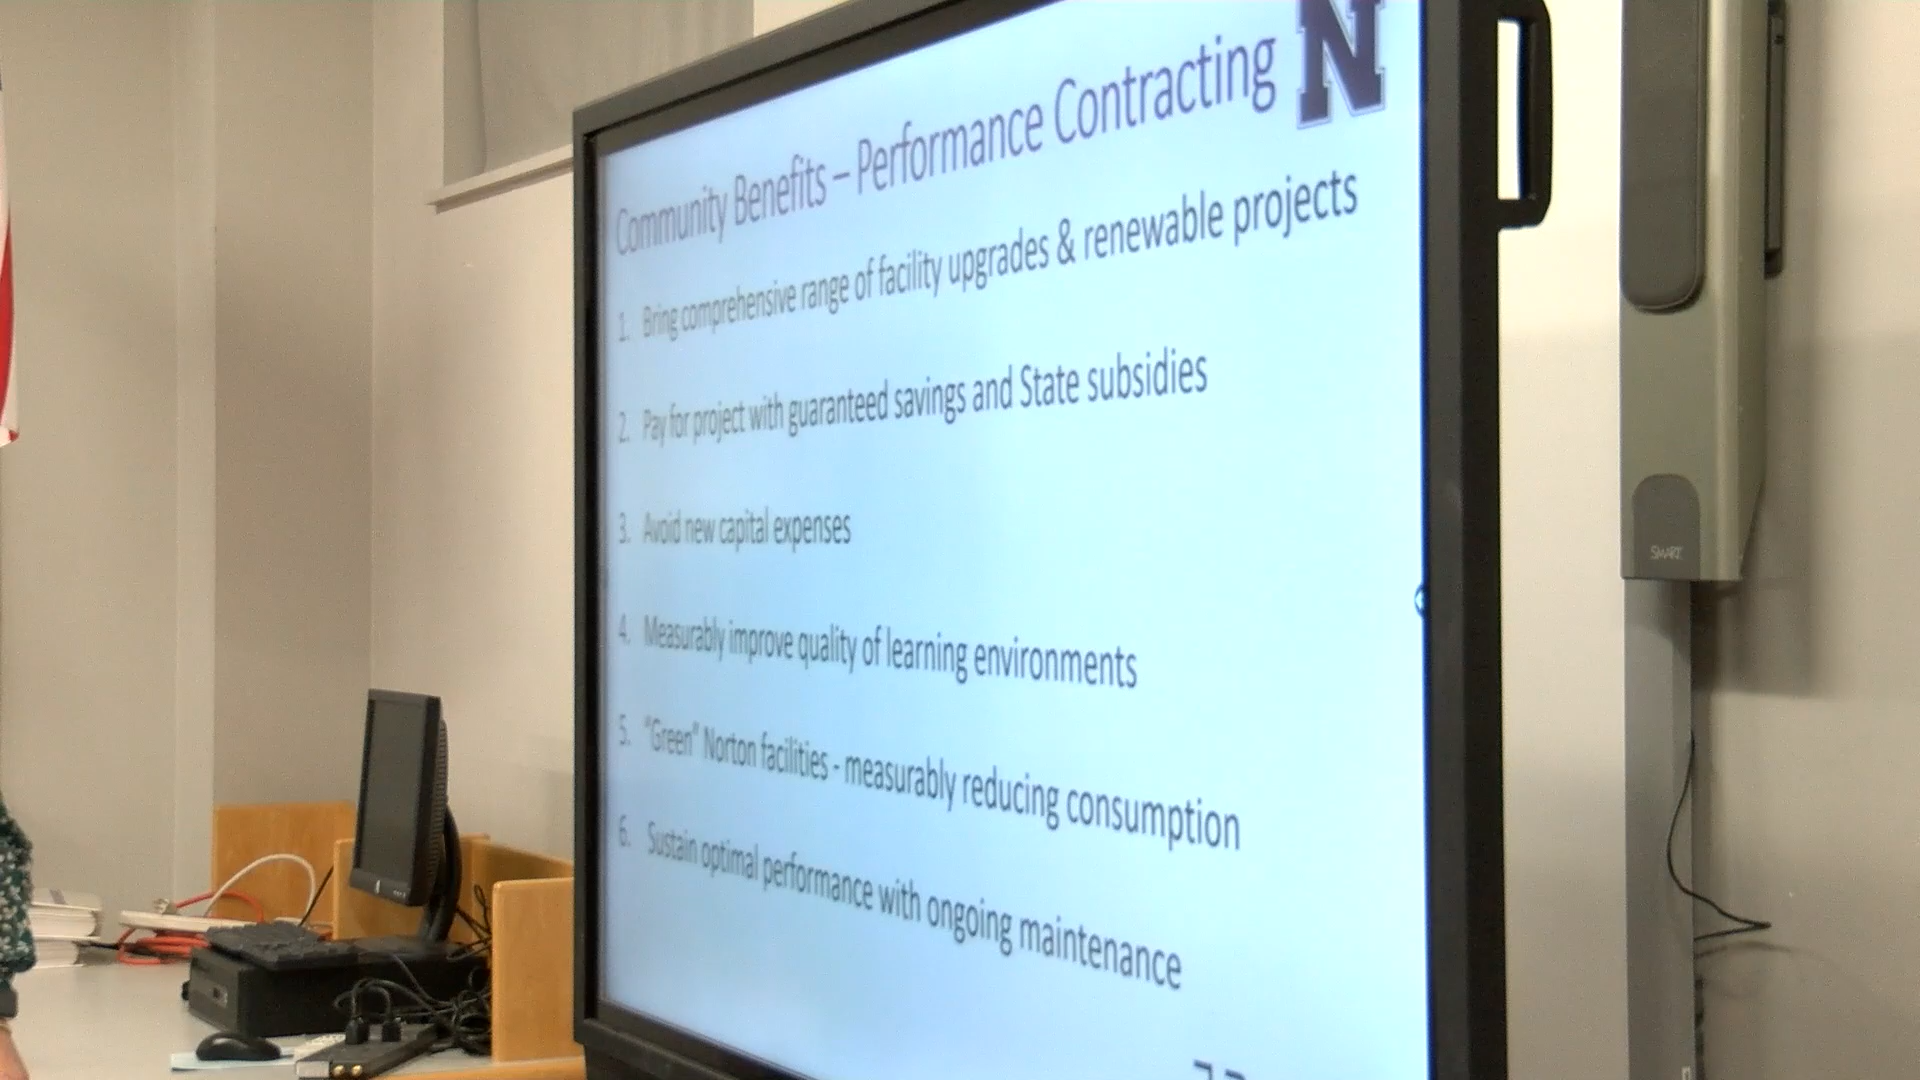 N
Community Benefits – Performance Contracting
1. Bring comprehensive range of facility upgrades & renewable projects
2. Pay for project with guaranteed savings and State subsidies
3. Avoid new capital expenses
4. Measurably improve quality of learning environments
5. "Green" Norton facilities - measurably reducing consumption
6. Sustain optimal performance with ongoing maintenance
SMART